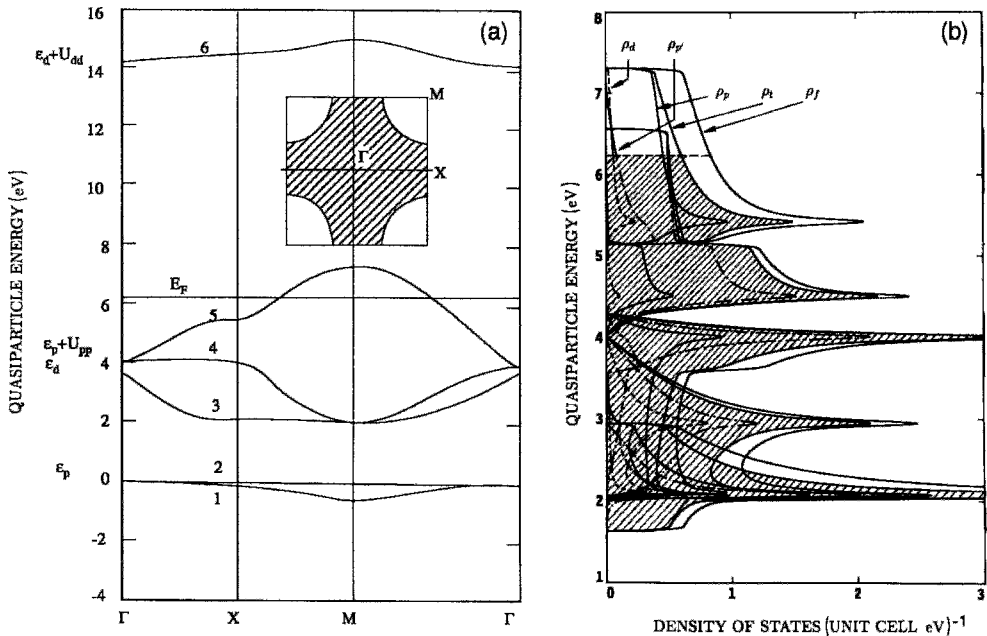 (a)
16
14
12
10
8
6
4
2
0
-2
-4
ε_d+U_dd
ε_p+U_pp
ε_d
ε_p
QUASIPARTICLE ENERGY (eV)
6
M
Γ
X
E_F
5
4
3
2
1
Γ X M Γ
(b)
8
7
6
5
4
3
2
1
QUASIPARTICLE ENERGY (eV)
ρ_d ρ_p'
ρ_p ρ_t ρ_f
0 1 2 3
DENSITY OF STATES (UNIT CELL eV)⁻¹